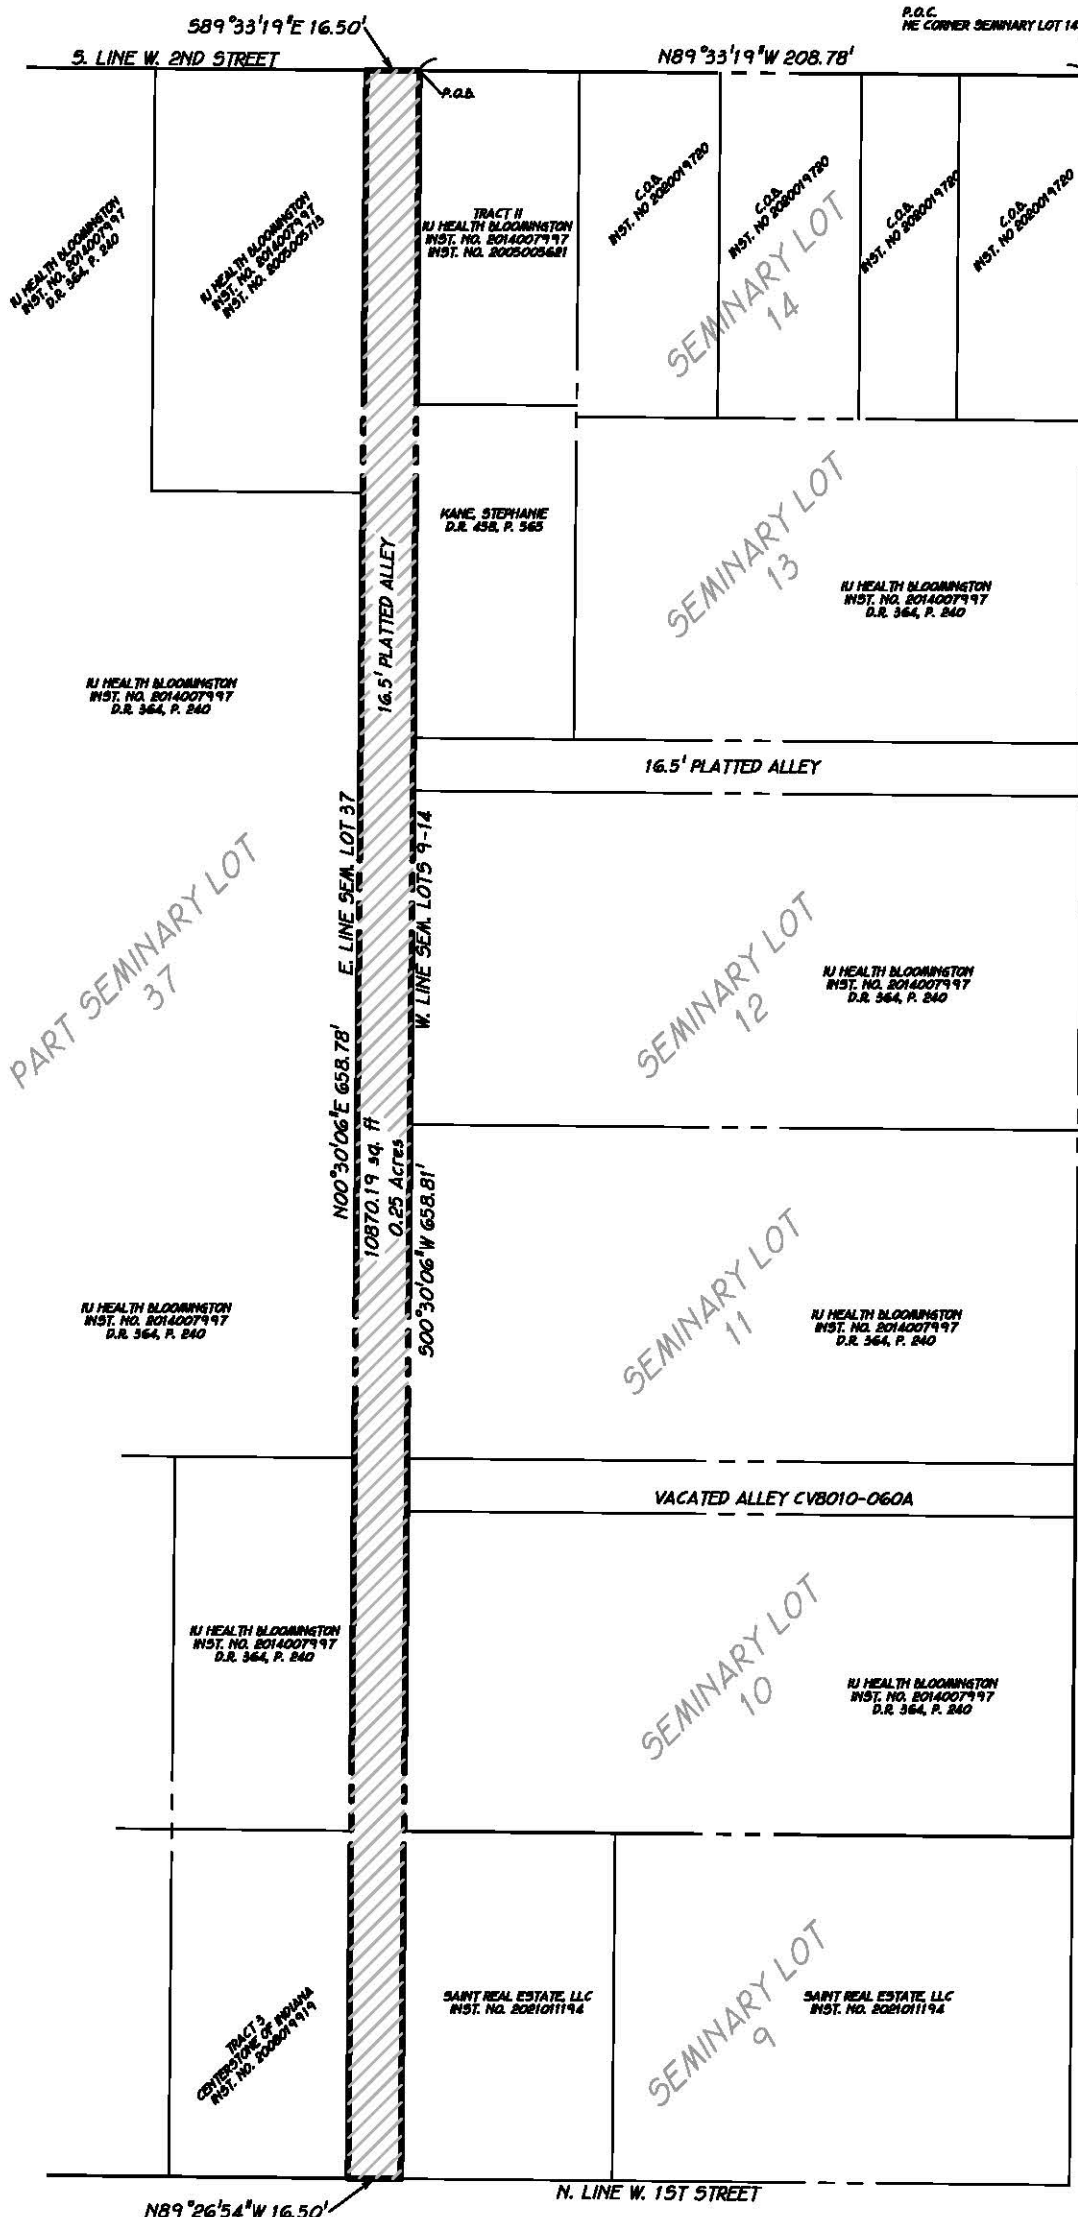 P.O.C.
NE CORNER SEMINARY LOT 14
S89°33'19"E 16.50'
S. LINE W. 2ND STREET
N89°33'19"W 208.78'
P.O.B.
IU HEALTH BLOOMINGTON
INST. NO. 2014007997
D.R. 364, P. 240
IU HEALTH BLOOMINGTON
INST. NO. 2014007997
INST. NO. 2005005713
TRACT II
IU HEALTH BLOOMINGTON
INST. NO. 2014007997
INST. NO. 2005005621
C.O.B.
INST. NO 2020019720
C.O.B.
INST. NO 2020019720
C.O.B.
INST. NO 2020019720
C.O.B.
INST. NO 2020019720
SEMINARY LOT
14
KANE, STEPHANIE
D.R. 458, P. 565
SEMINARY LOT
13
IU HEALTH BLOOMINGTON
INST. NO. 2014007997
D.R. 364, P. 240
16.5' PLATTED ALLEY
IU HEALTH BLOOMINGTON
INST. NO. 2014007997
D.R. 364, P. 240
16.5' PLATTED ALLEY
E. LINE SEM. LOT 37
W. LINE SEM. LOTS 9-14
PART SEMINARY LOT
37
SEMINARY LOT
12
IU HEALTH BLOOMINGTON
INST. NO. 2014007997
D.R. 364, P. 240
N00°30'06"E 658.78'
10870.19 sq. ft
0.25 Acres
S00°30'06"W 658.81'
SEMINARY LOT
11
IU HEALTH BLOOMINGTON
INST. NO. 2014007997
D.R. 364, P. 240
IU HEALTH BLOOMINGTON
INST. NO. 2014007997
D.R. 364, P. 240
VACATED ALLEY CV8010-060A
IU HEALTH BLOOMINGTON
INST. NO. 2014007997
D.R. 364, P. 240
SEMINARY LOT
10
IU HEALTH BLOOMINGTON
INST. NO. 2014007997
D.R. 364, P. 240
TRACT 3
CENTERSTONE OF INDIANA
INST. NO. 2008019919
SAINT REAL ESTATE, LLC
INST. NO. 2021011194
SEMINARY LOT
9
SAINT REAL ESTATE, LLC
INST. NO. 2021011194
N. LINE W. 1ST STREET
N89°26'54"W 16.50'